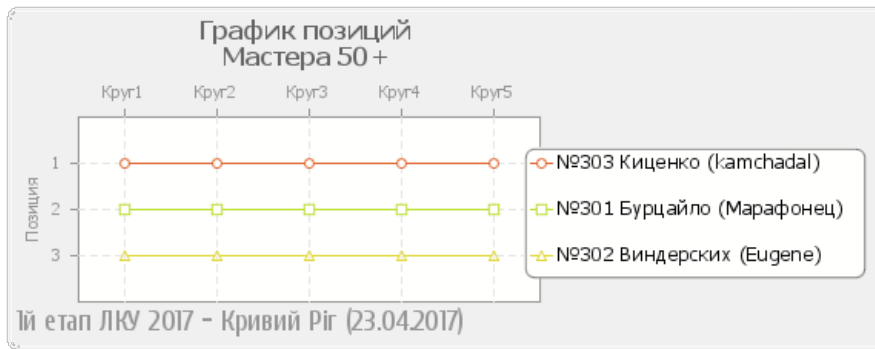 График позиций
Мастера 50+
Круг1 Круг2 Круг3 Круг4 Круг5
Позиция
1
2
3
№303 Киценко (kamchadal)
№301 Бурцайло (Марафонец)
№302 Виндерских (Eugene)
1й етап ЛКУ 2017 - Кривий Ріг (23.04.2017)